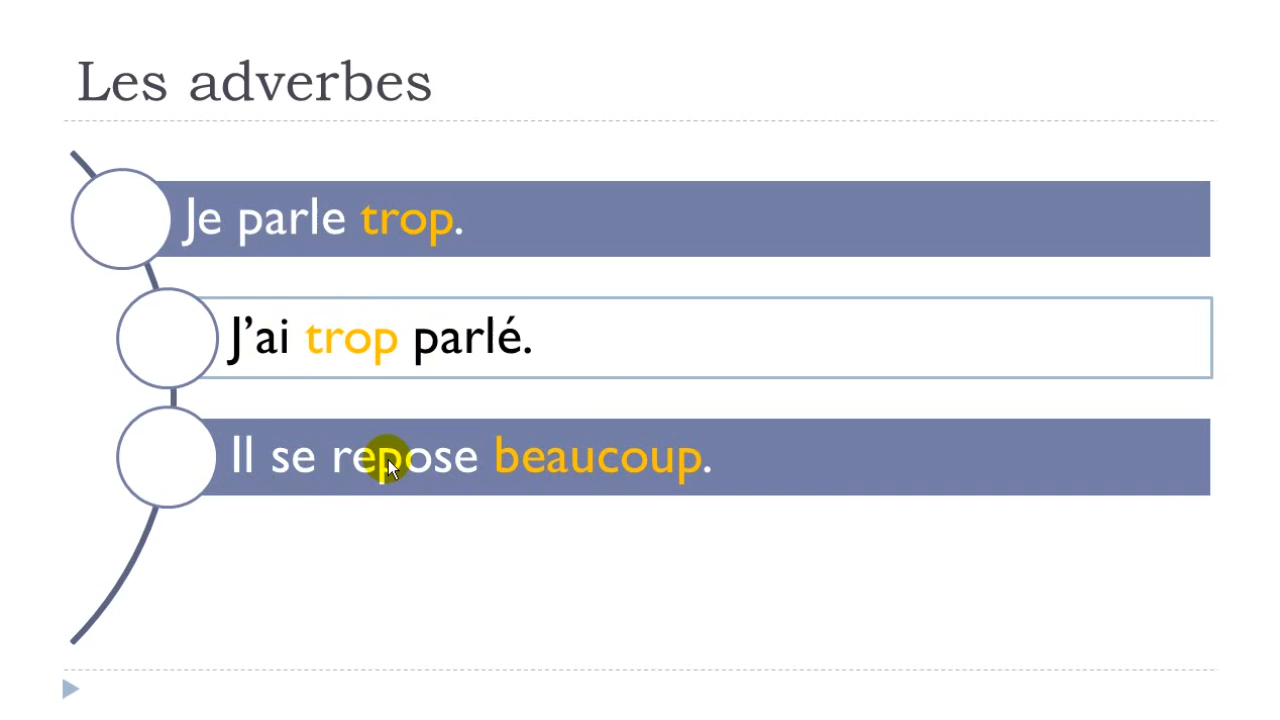 Les adverbes
Je parle trop.
J’ai trop parlé.
Il se repose beaucoup.